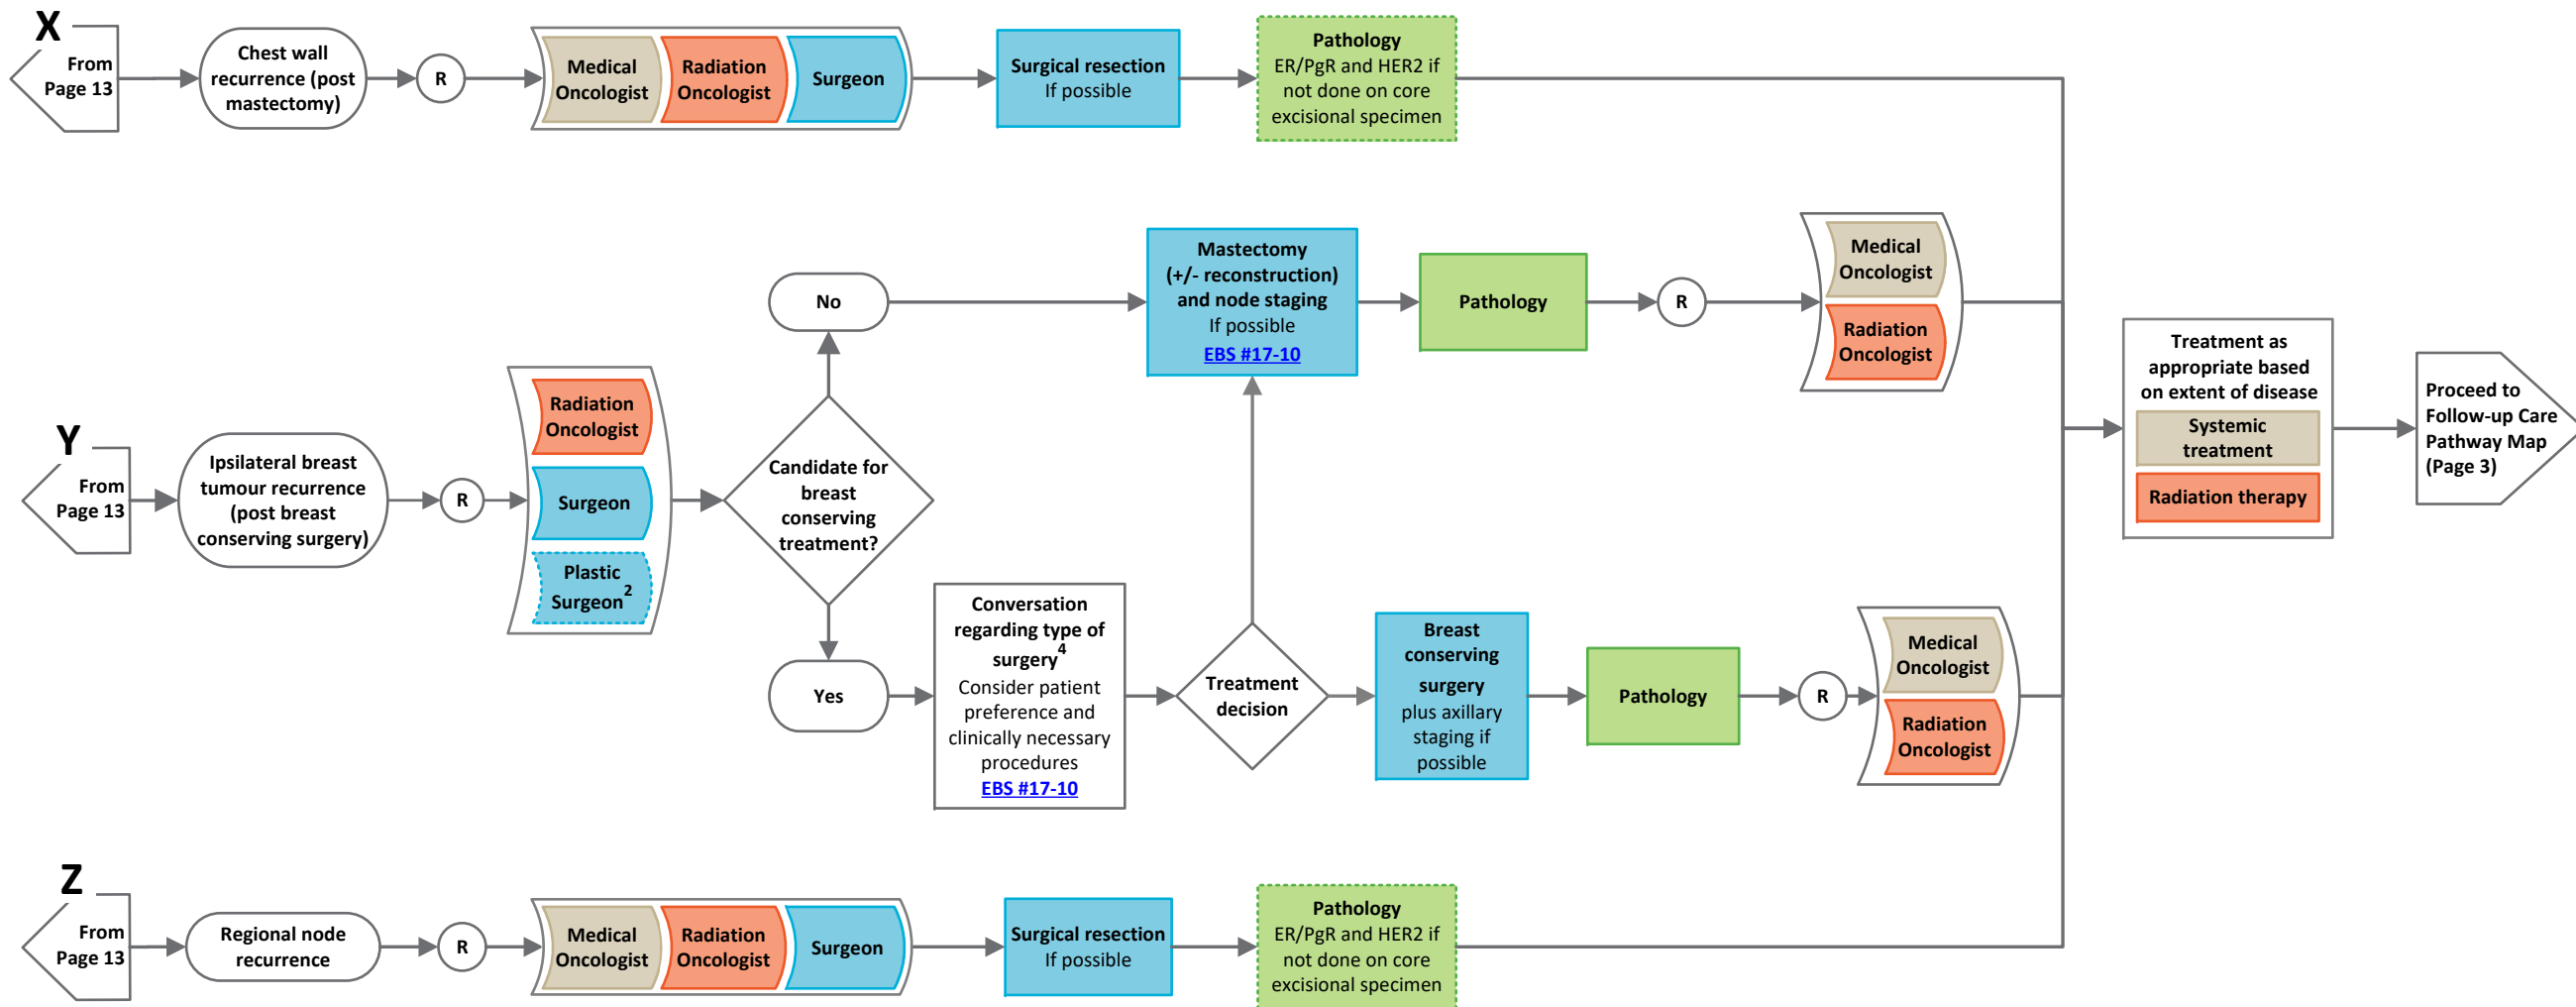 X
From
Page 13
Chest wall
recurrence (post
mastectomy)
R
Medical
Oncologist
Radiation
Oncologist
Surgeon
Surgical resection
If possible
Pathology
ER/PgR and HER2 if
not done on core
excisional specimen
Y
From
Page 13
Ipsilateral breast
tumour recurrence
(post breast
conserving surgery)
R
Radiation
Oncologist
Surgeon
Plastic
Surgeon2
Candidate for
breast
conserving
treatment?
No
Mastectomy
(+/- reconstruction)
and node staging
If possible
EBS #17-10
Pathology
R
Medical
Oncologist
Radiation
Oncologist
Yes
Conversation
regarding type of
surgery4
Consider patient
preference and
clinically necessary
procedures
EBS #17-10
Treatment
decision
Breast
conserving
surgery
plus axillary
staging if
possible
Pathology
R
Medical
Oncologist
Radiation
Oncologist
Treatment as
appropriate based
on extent of disease
Systemic
treatment
Radiation therapy
Proceed to
Follow-up Care
Pathway Map
(Page 3)
Z
From
Page 13
Regional node
recurrence
R
Medical
Oncologist
Radiation
Oncologist
Surgeon
Surgical resection
If possible
Pathology
ER/PgR and HER2 if
not done on core
excisional specimen